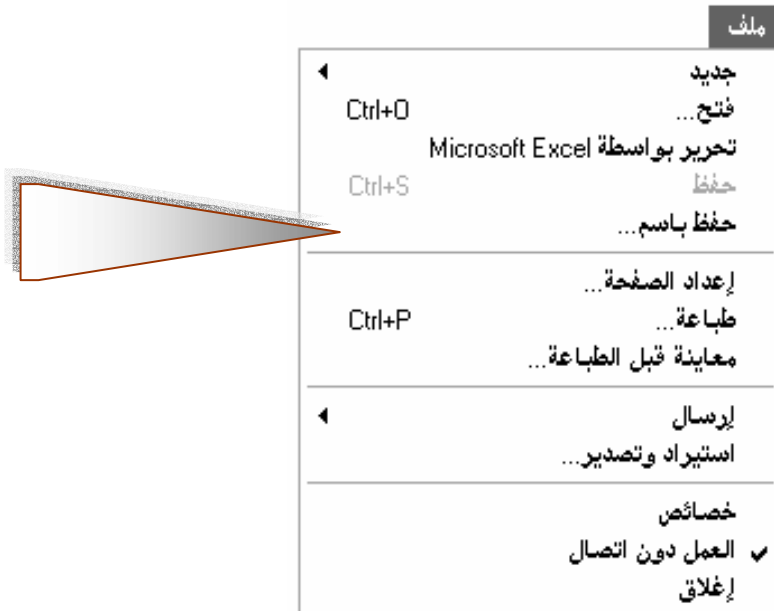 ملف
جديد
فتح... Ctrl+O
تحرير بواسطة Microsoft Excel
حفظ Ctrl+S
حفظ باسم...
إعداد الصفحة...
طباعة... Ctrl+P
معاينة قبل الطباعة...
إرسال
استيراد وتصدير...
خصائص
العمل دون اتصال
إغلاق